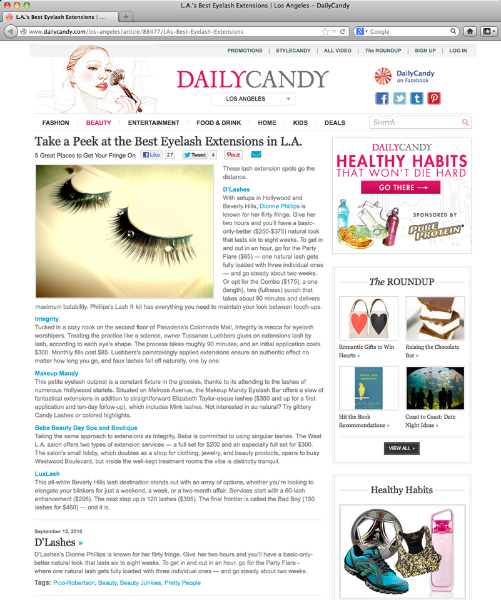 L.A.'s Best Eyelash Extensions | Los Angeles – DailyCandy
L.A.'s Best Eyelash Extensions | ...
www.dailycandy.com/los-angeles/article/88477/LAs-Best-Eyelash-Extensions
Google
PROMOTIONS | STYLECANDY | ALL VIDEO | The ROUNDUP | SIGN UP | LOG IN
DAILYCANDY
LOS ANGELES
DailyCandy
on Facebook
FASHION BEAUTY ENTERTAINMENT FOOD & DRINK HOME KIDS DEALS
Search
Take a Peek at the Best Eyelash Extensions in L.A.
6 Great Places to Get Your Fringe On
Like 27 Tweet 4 Pin it
These lash extension spots go the
distance.
D'Lashes
With setups in Hollywood and
Beverly Hills, Dionne Phillips is
known for her flirty fringe. Give her
two hours and you'll have a basic-
only-better ($250-$375) natural look
that lasts six to eight weeks. To get in
and out in an hour, go for the Party
Flare ($85) — one natural lash gets
fully loaded with three individual ones
— and go steady about two weeks.
Or opt for the Combo ($175), a one
(length), two (fullness) punch that
takes about 90 minutes and delivers
maximum batability. Phillips's Lash It kit has everything you need to maintain your look between touch-ups.
Integrity
Tucked in a cozy nook on the second floor of Pasadena's Colonnade Mall, Integrity is mecca for eyelash
worshipers. Treating the practice like a science, owner Tussanee Luebbers glues on extensions lash by
lash, according to each eye's shape. The process takes roughly 90 minutes, and an initial application costs
$300. Monthly fills cost $85. Luebbers's painstakingly applied extensions ensure an authentic effect no
matter how long you go, and faux lashes fall off naturally, one by one.
Makeup Mandy
This petite eyelash outpost is a constant fixture in the glossies, thanks to its attending to the lashes of
numerous Hollywood starlets. Situated on Melrose Avenue, the Makeup Mandy Eyelash Bar offers a slew of
fantastical extensions in addition to straightforward Elizabeth Taylor-esque lashes ($350 and up for a first
application and ten-day follow-up), which includes Mink lashes. Not interested in au natural? Try glittery
Candy Lashes or colored highlights.
Beba Beauty Day Spa and Boutique
Taking the same approach to extensions as Integrity, Beba is committed to using singular lashes. The West
L.A. salon offers two types of extension services — a full set for $200 and an especially full set for $300.
The salon's small lobby, which doubles as a shop for clothing, jewelry, and beauty products, opens to busy
Westwood Boulevard, but inside the well-kept treatment rooms the vibe is distinctly tranquil.
LuxLash
This all-white Beverly Hills lash destination stands out with an array of options, whether you're looking to
elongate your blinkers for just a weekend, a week, or a two-month affair. Services start with a 60-lash
enhancement ($295). The next step up is 120 lashes ($395). The final frontier is called the Bad Boy [150
lashes for $450] — and it is.
September 12, 2010
D'Lashes »
D'Lashes's Dionne Phillips is known for her flirty fringe. Give her two hours and you'll have a basic-only-
better natural look that lasts six to eight weeks. To get in and out in an hour, go for the Party Flare -
where one natural lash gets fully loaded with three individual ones — and go steady about two weeks.
Tags: Pico-Robertson, Beauty, Beauty Junkies, Pretty People
DAILYCANDY
HEALTHY HABITS
THAT WON'T DIE HARD
GO THERE
SPONSORED BY
PURE PROTEIN
The ROUNDUP
Romantic Gifts to Win
Hearts »
Raising the Chocolate
Bar »
Hit the Book
Recommendations »
Coast to Coast: Date
Night Ideas »
VIEW ALL
Healthy Habits